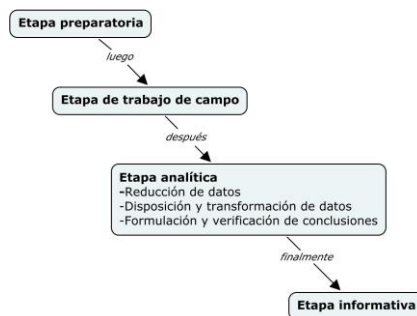 Etapa preparatoria
luego
Etapa de trabajo de campo
después
Etapa analítica
-Reducción de datos
-Disposición y transformación de datos
-Formulación y verificación de conclusiones
finalmente
Etapa informativa